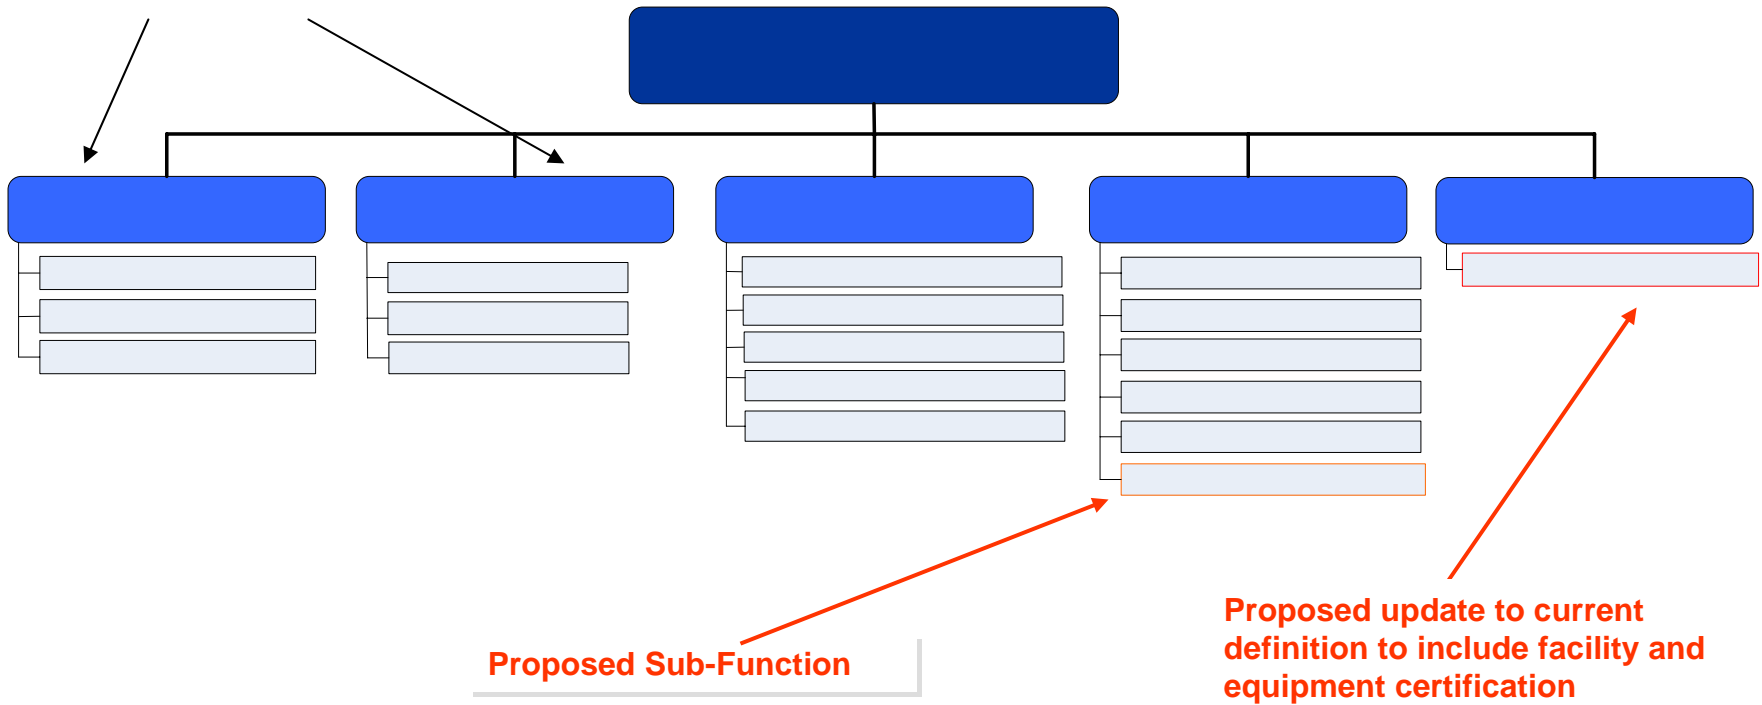 Proposed Sub-Function
Proposed update to current
definition to include facility and
equipment certification